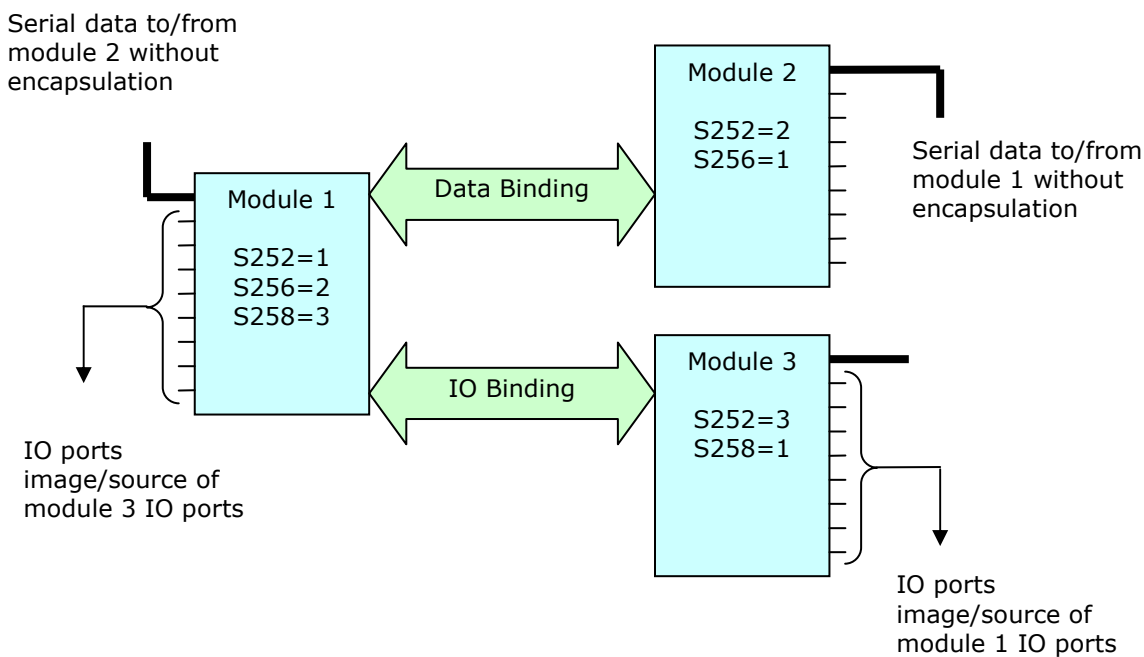 Serial data to/from
module 2 without
encapsulation
Module 1
S252=1
S256=2
S258=3
IO ports
image/source of
module 3 IO ports
Data Binding
IO Binding
Module 2
S252=2
S256=1
Serial data to/from
module 1 without
encapsulation
Module 3
S252=3
S258=1
IO ports
image/source of
module 1 IO ports